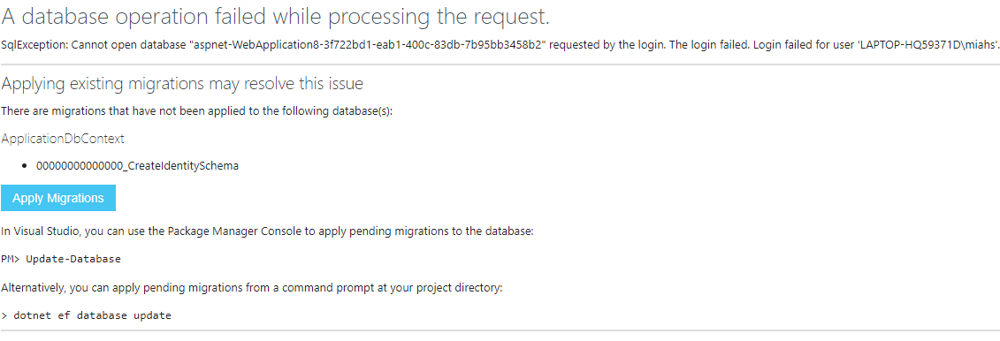 A database operation failed while processing the request.
SqlException: Cannot open database "aspnet-WebApplication8-3f722bd1-eab1-400c-83db-7b95bb3458b2" requested by the login. The login failed. Login failed for user 'LAPTOP-HQ59371D\miahs'.
Applying existing migrations may resolve this issue
There are migrations that have not been applied to the following database(s):
ApplicationDbContext
• 00000000000000_CreateIdentitySchema
Apply Migrations
In Visual Studio, you can use the Package Manager Console to apply pending migrations to the database:
PM> Update-Database
Alternatively, you can apply pending migrations from a command prompt at your project directory:
> dotnet ef database update